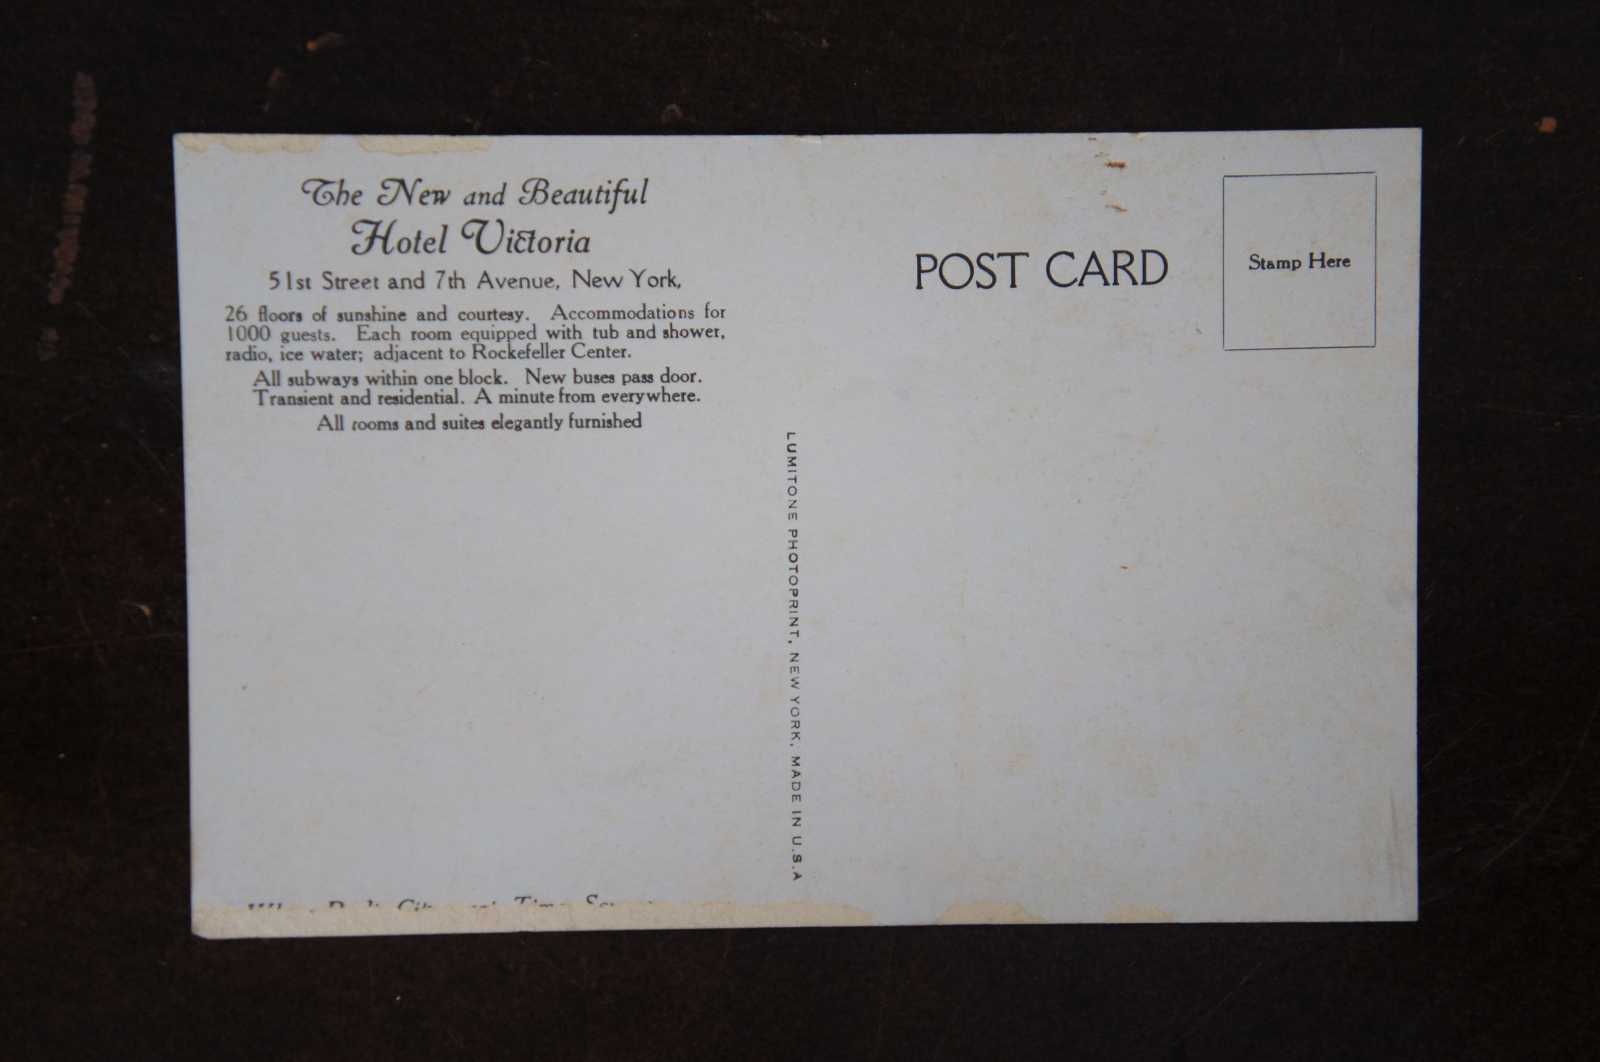 The New and Beautiful
Hotel Victoria
51st Street and 7th Avenue, New York,
26 floors of sunshine and courtesy. Accommodations for
1000 guests. Each room equipped with tub and shower,
radio, ice water; adjacent to Rockefeller Center.
All subways within one block. New buses pass door.
Transient and residential. A minute from everywhere.
All rooms and suites elegantly furnished
LUMITONE PHOTOPRINT, NEW YORK. MADE IN U.S.A
POST CARD
Stamp Here